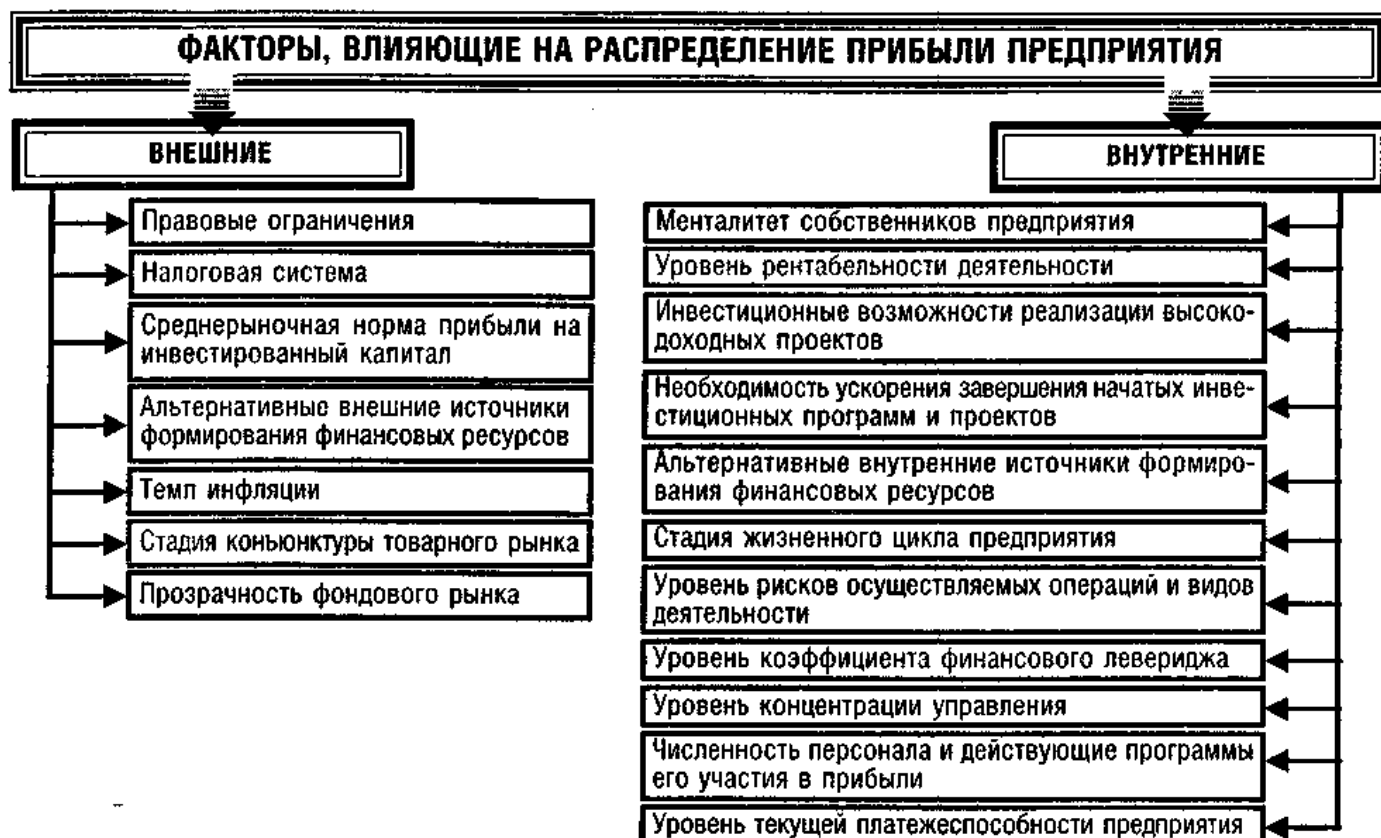 ФАКТОРЫ, ВЛИЯЮЩИЕ НА РАСПРЕДЕЛЕНИЕ ПРИБЫЛИ ПРЕДПРИЯТИЯ
ВНЕШНИЕ
Правовые ограничения
Налоговая система
Среднерыночная норма прибыли на
инвестированный капитал
Альтернативные внешние источники
формирования финансовых ресурсов
Темп инфляции
Стадия коньюнктуры товарного рынка
Прозрачность фондового рынка
ВНУТРЕННИЕ
Менталитет собственников предприятия
Уровень рентабельности деятельности
Инвестиционные возможности реализации высоко-
доходных проектов
Необходимость ускорения завершения начатых инве-
стиционных программ и проектов
Альтернативные внутренние источники формиро-
вания финансовых ресурсов
Стадия жизненного цикла предприятия
Уровень рисков осуществляемых операций и видов
деятельности
Уровень коэффициента финансового левериджа
Уровень концентрации управления
Численность персонала и действующие программы
его участия в прибыли
Уровень текущей платежеспособности предприятия